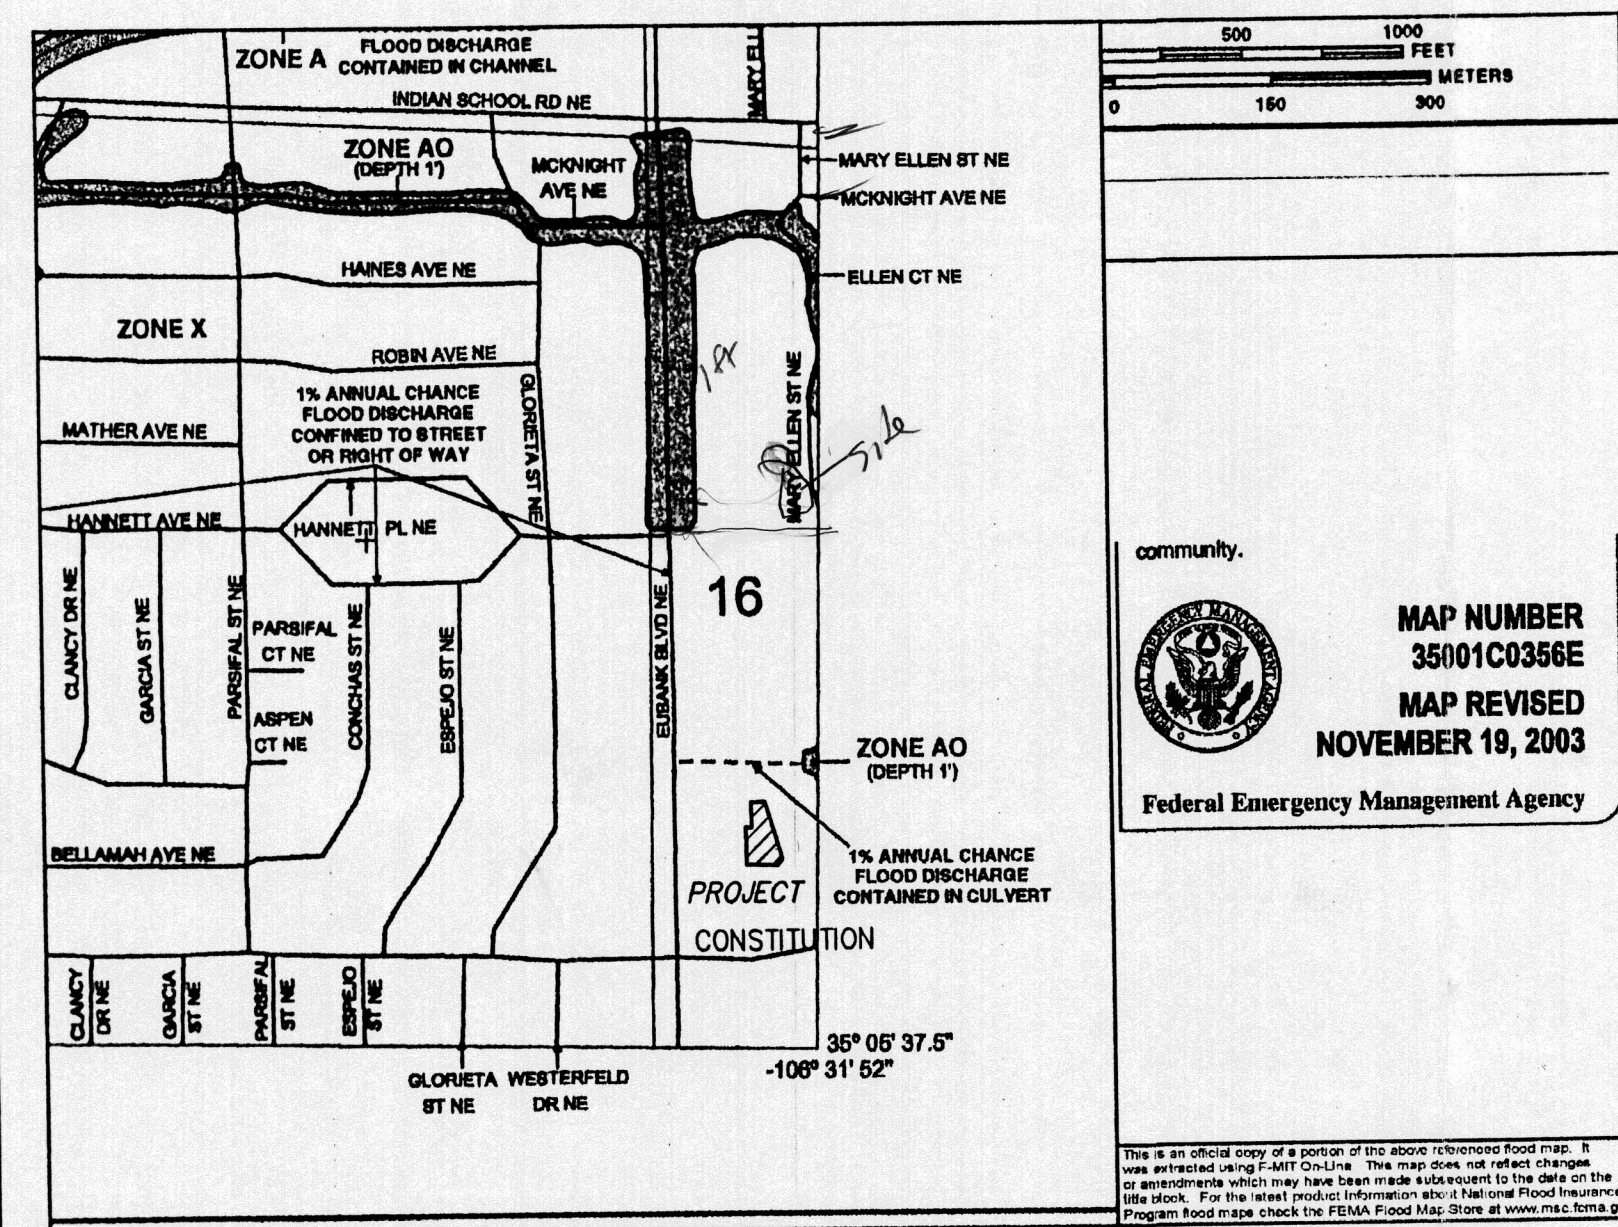 ZONE A
FLOOD DISCHARGE
CONTAINED IN CHANNEL
MARY ELL
500 1000
FEET
METERS
0 150 300
INDIAN SCHOOL RD NE
ZONE AO
(DEPTH 1')
MCKNIGHT
AVE NE
MARY ELLEN ST NE
MCKNIGHT AVE NE
HAINES AVE NE
ELLEN CT NE
ZONE X
ROBIN AVE NE
1% ANNUAL CHANCE
FLOOD DISCHARGE
CONFINED TO STREET
OR RIGHT OF WAY
GLORIETA ST NE
MARY ELLEN ST NE
Site
MATHER AVE NE
HANNETT AVE NE
HANNETT PL NE
community.
16
CLANCY DR NE
GARCIA ST NE
PARSIFAL ST NE
PARSIFAL
CT NE
ASPEN
CT NE
CONCHAS ST NE
ESPEJO ST NE
EUBANK BLVD NE
MAP NUMBER
35001C0356E
MAP REVISED
NOVEMBER 19, 2003
FEDERAL EMERGENCY MANAGEMENT AGENCY
Federal Emergency Management Agency
ZONE AO
(DEPTH 1')
1% ANNUAL CHANCE
FLOOD DISCHARGE
CONTAINED IN CULVERT
BELLAMAH AVE NE
PROJECT
CONSTITUTION
CLANCY
DR NE
GARCIA
ST NE
PARSIFAL
ST NE
ESPEJO
ST NE
35° 05' 37.5"
-106° 31' 52"
GLORIETA
ST NE
WESTERFELD
DR NE
This is an official copy of a portion of the above referenced flood map. It
was extracted using F-MIT On-Line This map does not reflect changes
or amendments which may have been made subsequent to the date on the
title block. For the latest product information about National Flood Insurance
Program flood maps check the FEMA Flood Map Store at www.msc.fema.g